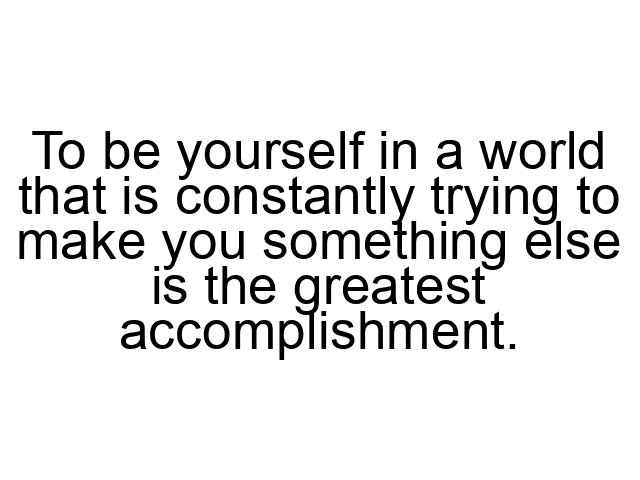 To be yourself in a world
that is constantly trying to
make you something else
is the greatest
accomplishment.